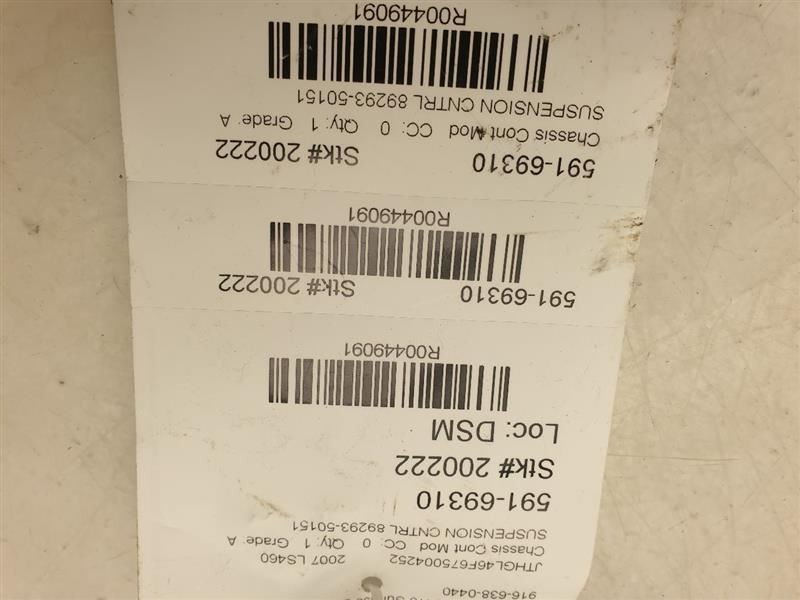 916-638-0440
JTHGL46F675004252 2007 LS460
Chassis Cont Mod CC: 0 Qty: 1 Grade: A
SUSPENSION CNTRL 89293-50151
591-69310
Stk# 200222
Loc: DSM
R00449091
591-69310 Stk# 200222
R00449091
591-69310 Stk# 200222
Chassis Cont Mod CC: 0 Qty: 1 Grade: A
SUSPENSION CNTRL 89293-50151
R00449091